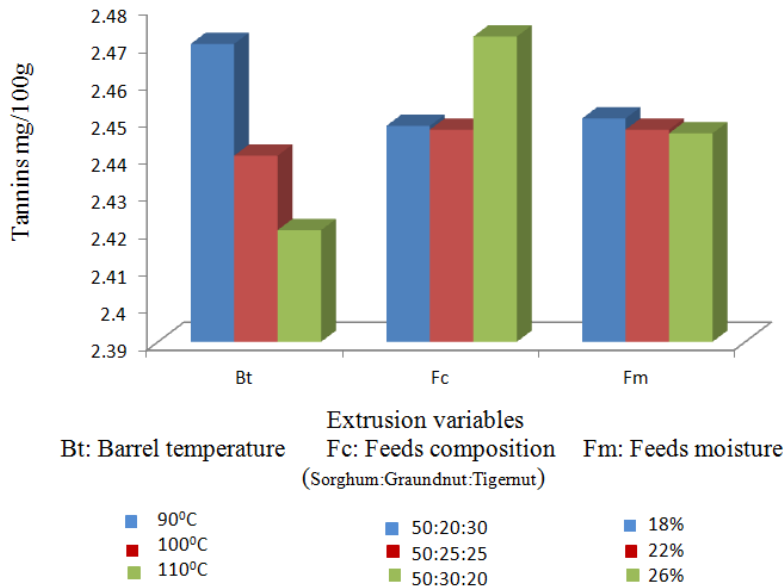 Tannins mg/100g
2.48
2.47
2.46
2.45
2.44
2.43
2.42
2.41
2.4
2.39
Bt Fc Fm
Extrusion variables
Bt: Barrel temperature Fc: Feeds composition Fm: Feeds moisture
(Sorghum:Graundnut:Tigernut)
90⁰C 50:20:30 18%
100⁰C 50:25:25 22%
110⁰C 50:30:20 26%